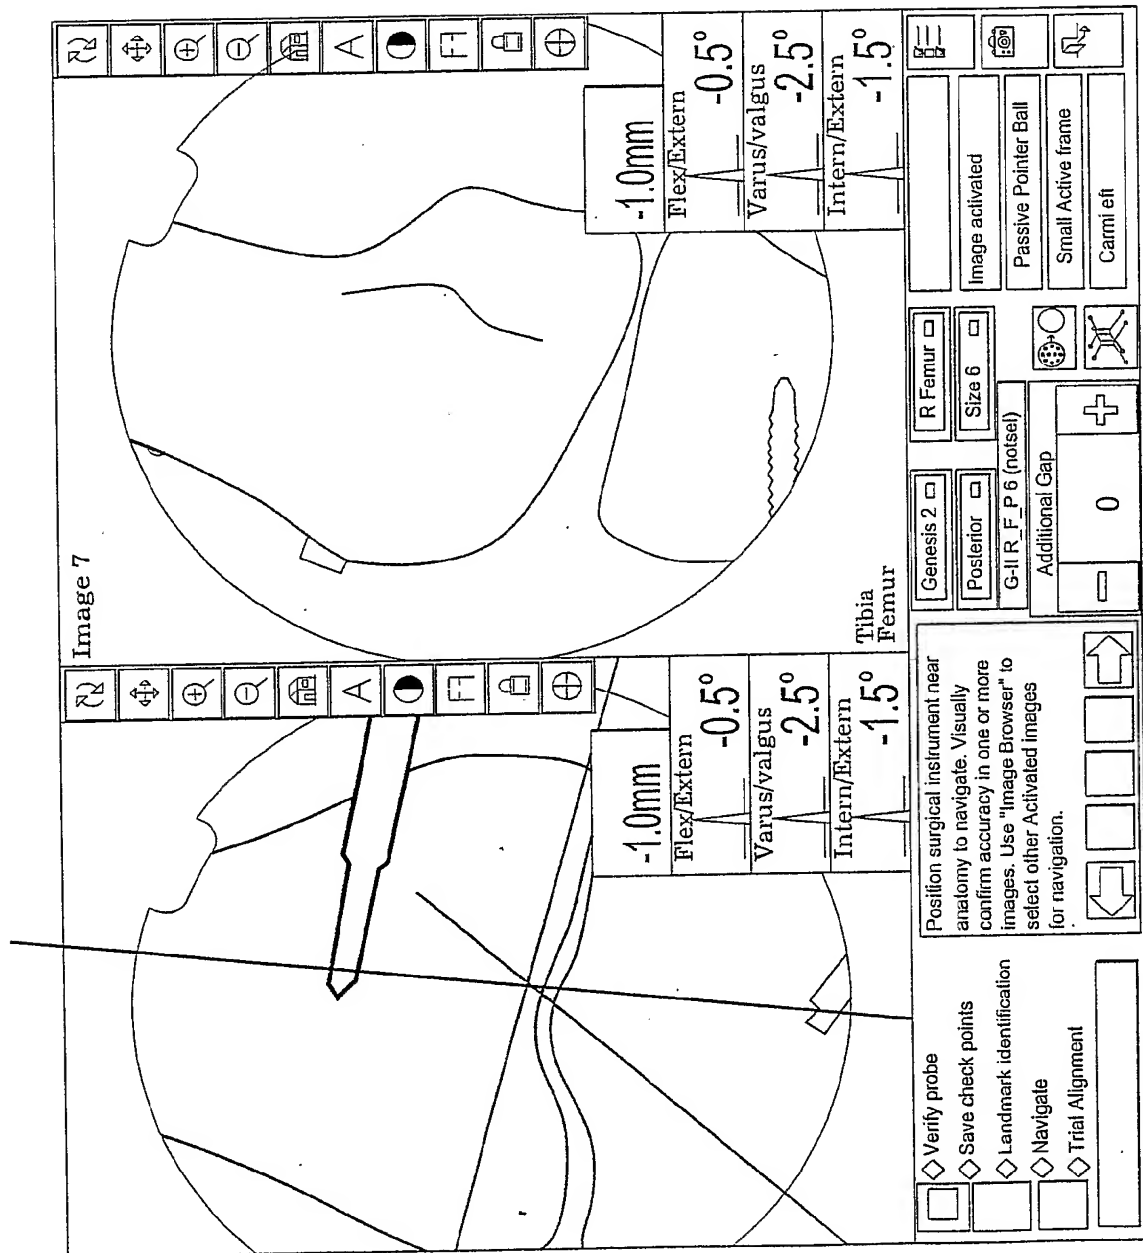 Image 7
-1.0mm
Flex/Extern
-0.5°
Varus/valgus
-2.5°
Intern/Extern
-1.5°
-1.0mm
Flex/Extern
-0.5°
Varus/valgus
-2.5°
Intern/Extern
-1.5°
Tibia
Femur
A
A
Verify probe
Save check points
Landmark identification
Navigate
Trial Alignment
Position surgical instrument near
anatomy to navigate. Visually
confirm accuracy in one or more
images. Use "Image Browser" to
select other Activated images
for navigation.
Genesis 2
R Femur
Posterior
Size 6
G-II R_F_P 6 (notsel)
Additional Gap
0
Image activated
Passive Pointer Ball
Small Active frame
Carmi eft